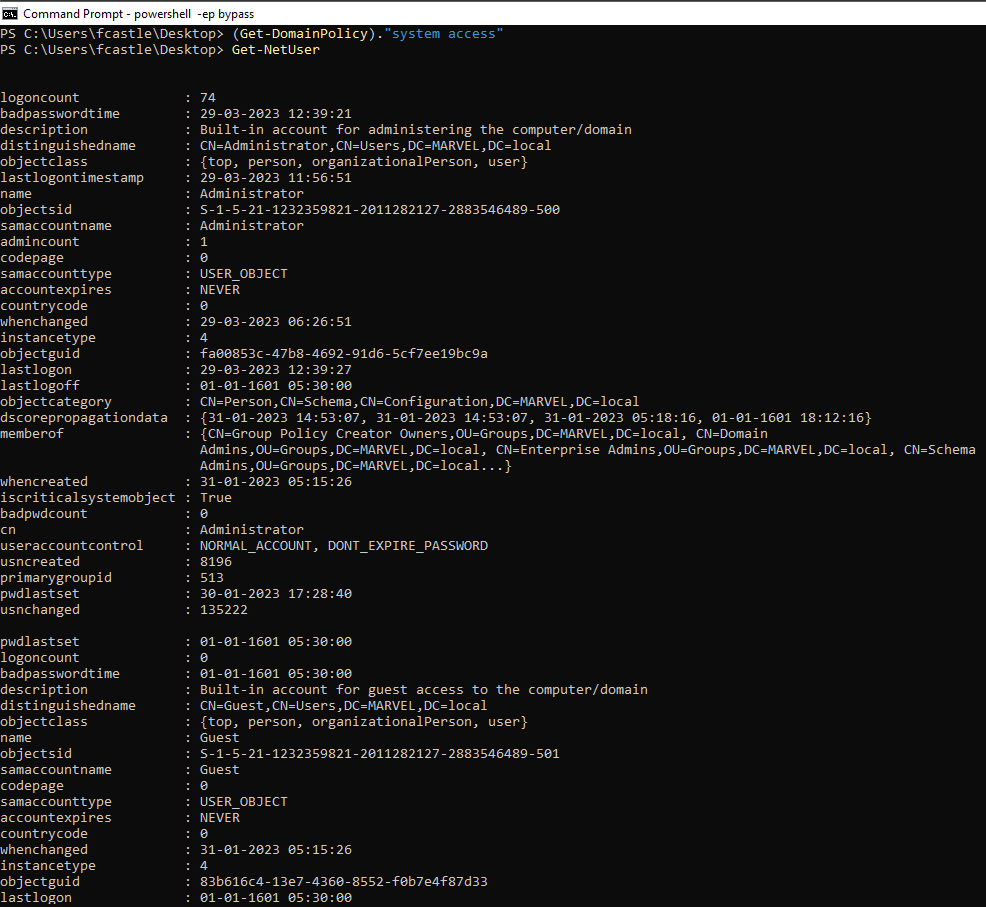 Command Prompt - powershell  -ep bypass
PS C:\Users\fcastle\Desktop> (Get-DomainPolicy)."system access"
PS C:\Users\fcastle\Desktop> Get-NetUser
logoncount             : 74
badpasswordtime        : 29-03-2023 12:39:21
description            : Built-in account for administering the computer/domain
distinguishedname      : CN=Administrator,CN=Users,DC=MARVEL,DC=local
objectclass            : {top, person, organizationalPerson, user}
lastlogontimestamp     : 29-03-2023 11:56:51
name                   : Administrator
objectsid              : S-1-5-21-1232359821-2011282127-2883546489-500
samaccountname         : Administrator
admincount             : 1
codepage               : 0
samaccounttype         : USER_OBJECT
accountexpires         : NEVER
countrycode            : 0
whenchanged            : 29-03-2023 06:26:51
instancetype           : 4
objectguid             : fa00853c-47b8-4692-91d6-5cf7ee19bc9a
lastlogon              : 29-03-2023 12:39:27
lastlogoff             : 01-01-1601 05:30:00
objectcategory         : CN=Person,CN=Schema,CN=Configuration,DC=MARVEL,DC=local
dscorepropagationdata  : {31-01-2023 14:53:07, 31-01-2023 14:53:07, 31-01-2023 05:18:16, 01-01-1601 18:12:16}
memberof               : {CN=Group Policy Creator Owners,OU=Groups,DC=MARVEL,DC=local, CN=Domain
                         Admins,OU=Groups,DC=MARVEL,DC=local, CN=Enterprise Admins,OU=Groups,DC=MARVEL,DC=local, CN=Schema
                         Admins,OU=Groups,DC=MARVEL,DC=local...}
whencreated            : 31-01-2023 05:15:26
iscriticalsystemobject : True
badpwdcount            : 0
cn                     : Administrator
useraccountcontrol     : NORMAL_ACCOUNT, DONT_EXPIRE_PASSWORD
usncreated             : 8196
primarygroupid         : 513
pwdlastset             : 30-01-2023 17:28:40
usnchanged             : 135222
pwdlastset             : 01-01-1601 05:30:00
logoncount             : 0
badpasswordtime        : 01-01-1601 05:30:00
description            : Built-in account for guest access to the computer/domain
distinguishedname      : CN=Guest,CN=Users,DC=MARVEL,DC=local
objectclass            : {top, person, organizationalPerson, user}
name                   : Guest
objectsid              : S-1-5-21-1232359821-2011282127-2883546489-501
samaccountname         : Guest
codepage               : 0
samaccounttype         : USER_OBJECT
accountexpires         : NEVER
countrycode            : 0
whenchanged            : 31-01-2023 05:15:26
instancetype           : 4
objectguid             : 83b616c4-13e7-4360-8552-f0b7e4f87d33
lastlogon              : 01-01-1601 05:30:00